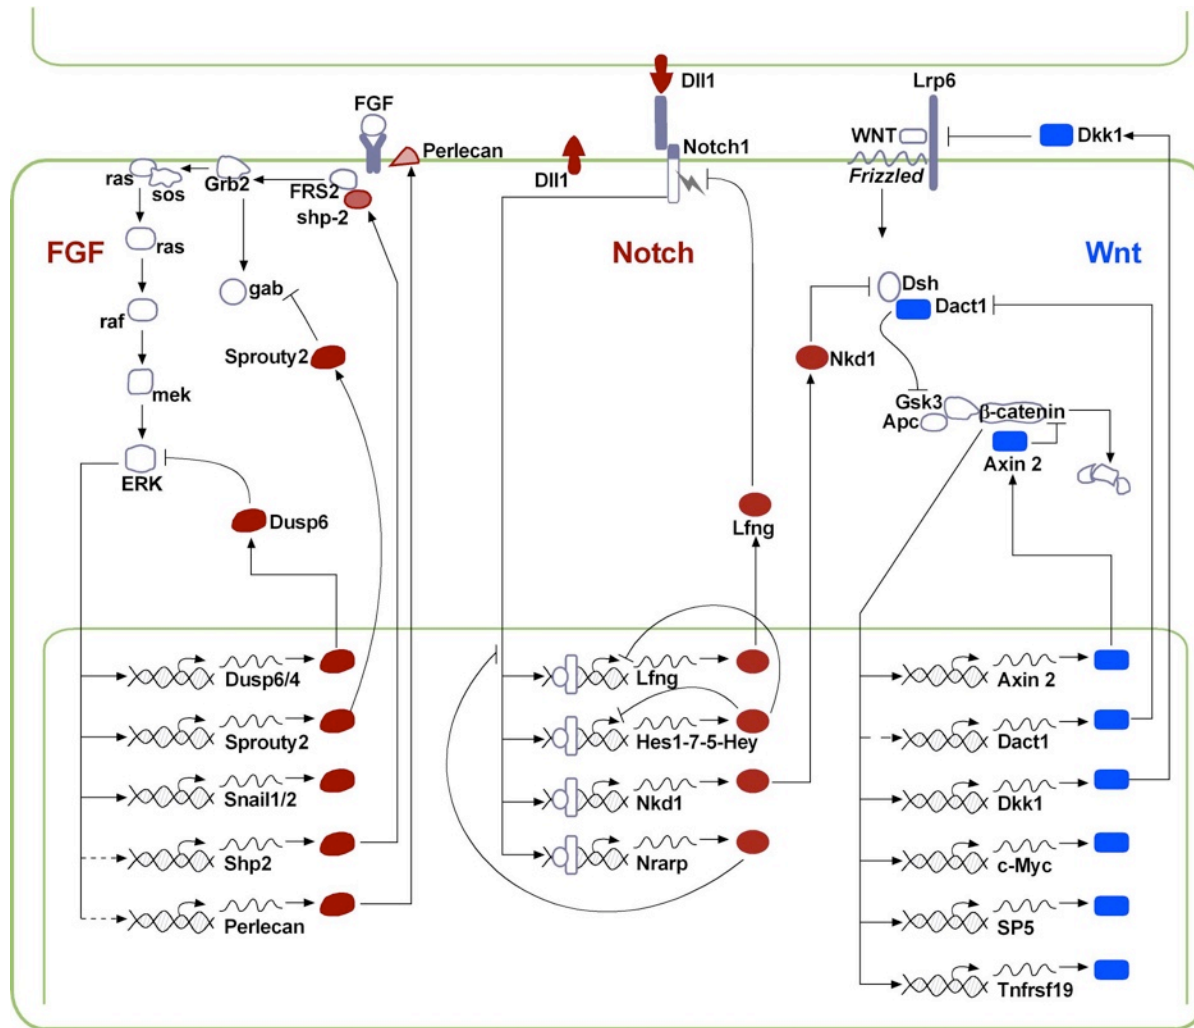 Dll1
Lrp6
FGF
WNT
Dkk1
Perlecan
Notch1
ras
sos
Grb2
FRS2
shp-2
Dll1
Frizzled
FGF
Notch
Wnt
ras
gab
Dsh
Dact1
raf
Sprouty2
Nkd1
mek
Gsk3
Apc
β-catenin
Axin 2
ERK
Dusp6
Lfng
Dusp6/4
Lfng
Axin 2
Sprouty2
Hes1-7-5-Hey
Dact1
Snail1/2
Nkd1
Dkk1
Shp2
Nrarp
c-Myc
Perlecan
SP5
Tnfrsf19